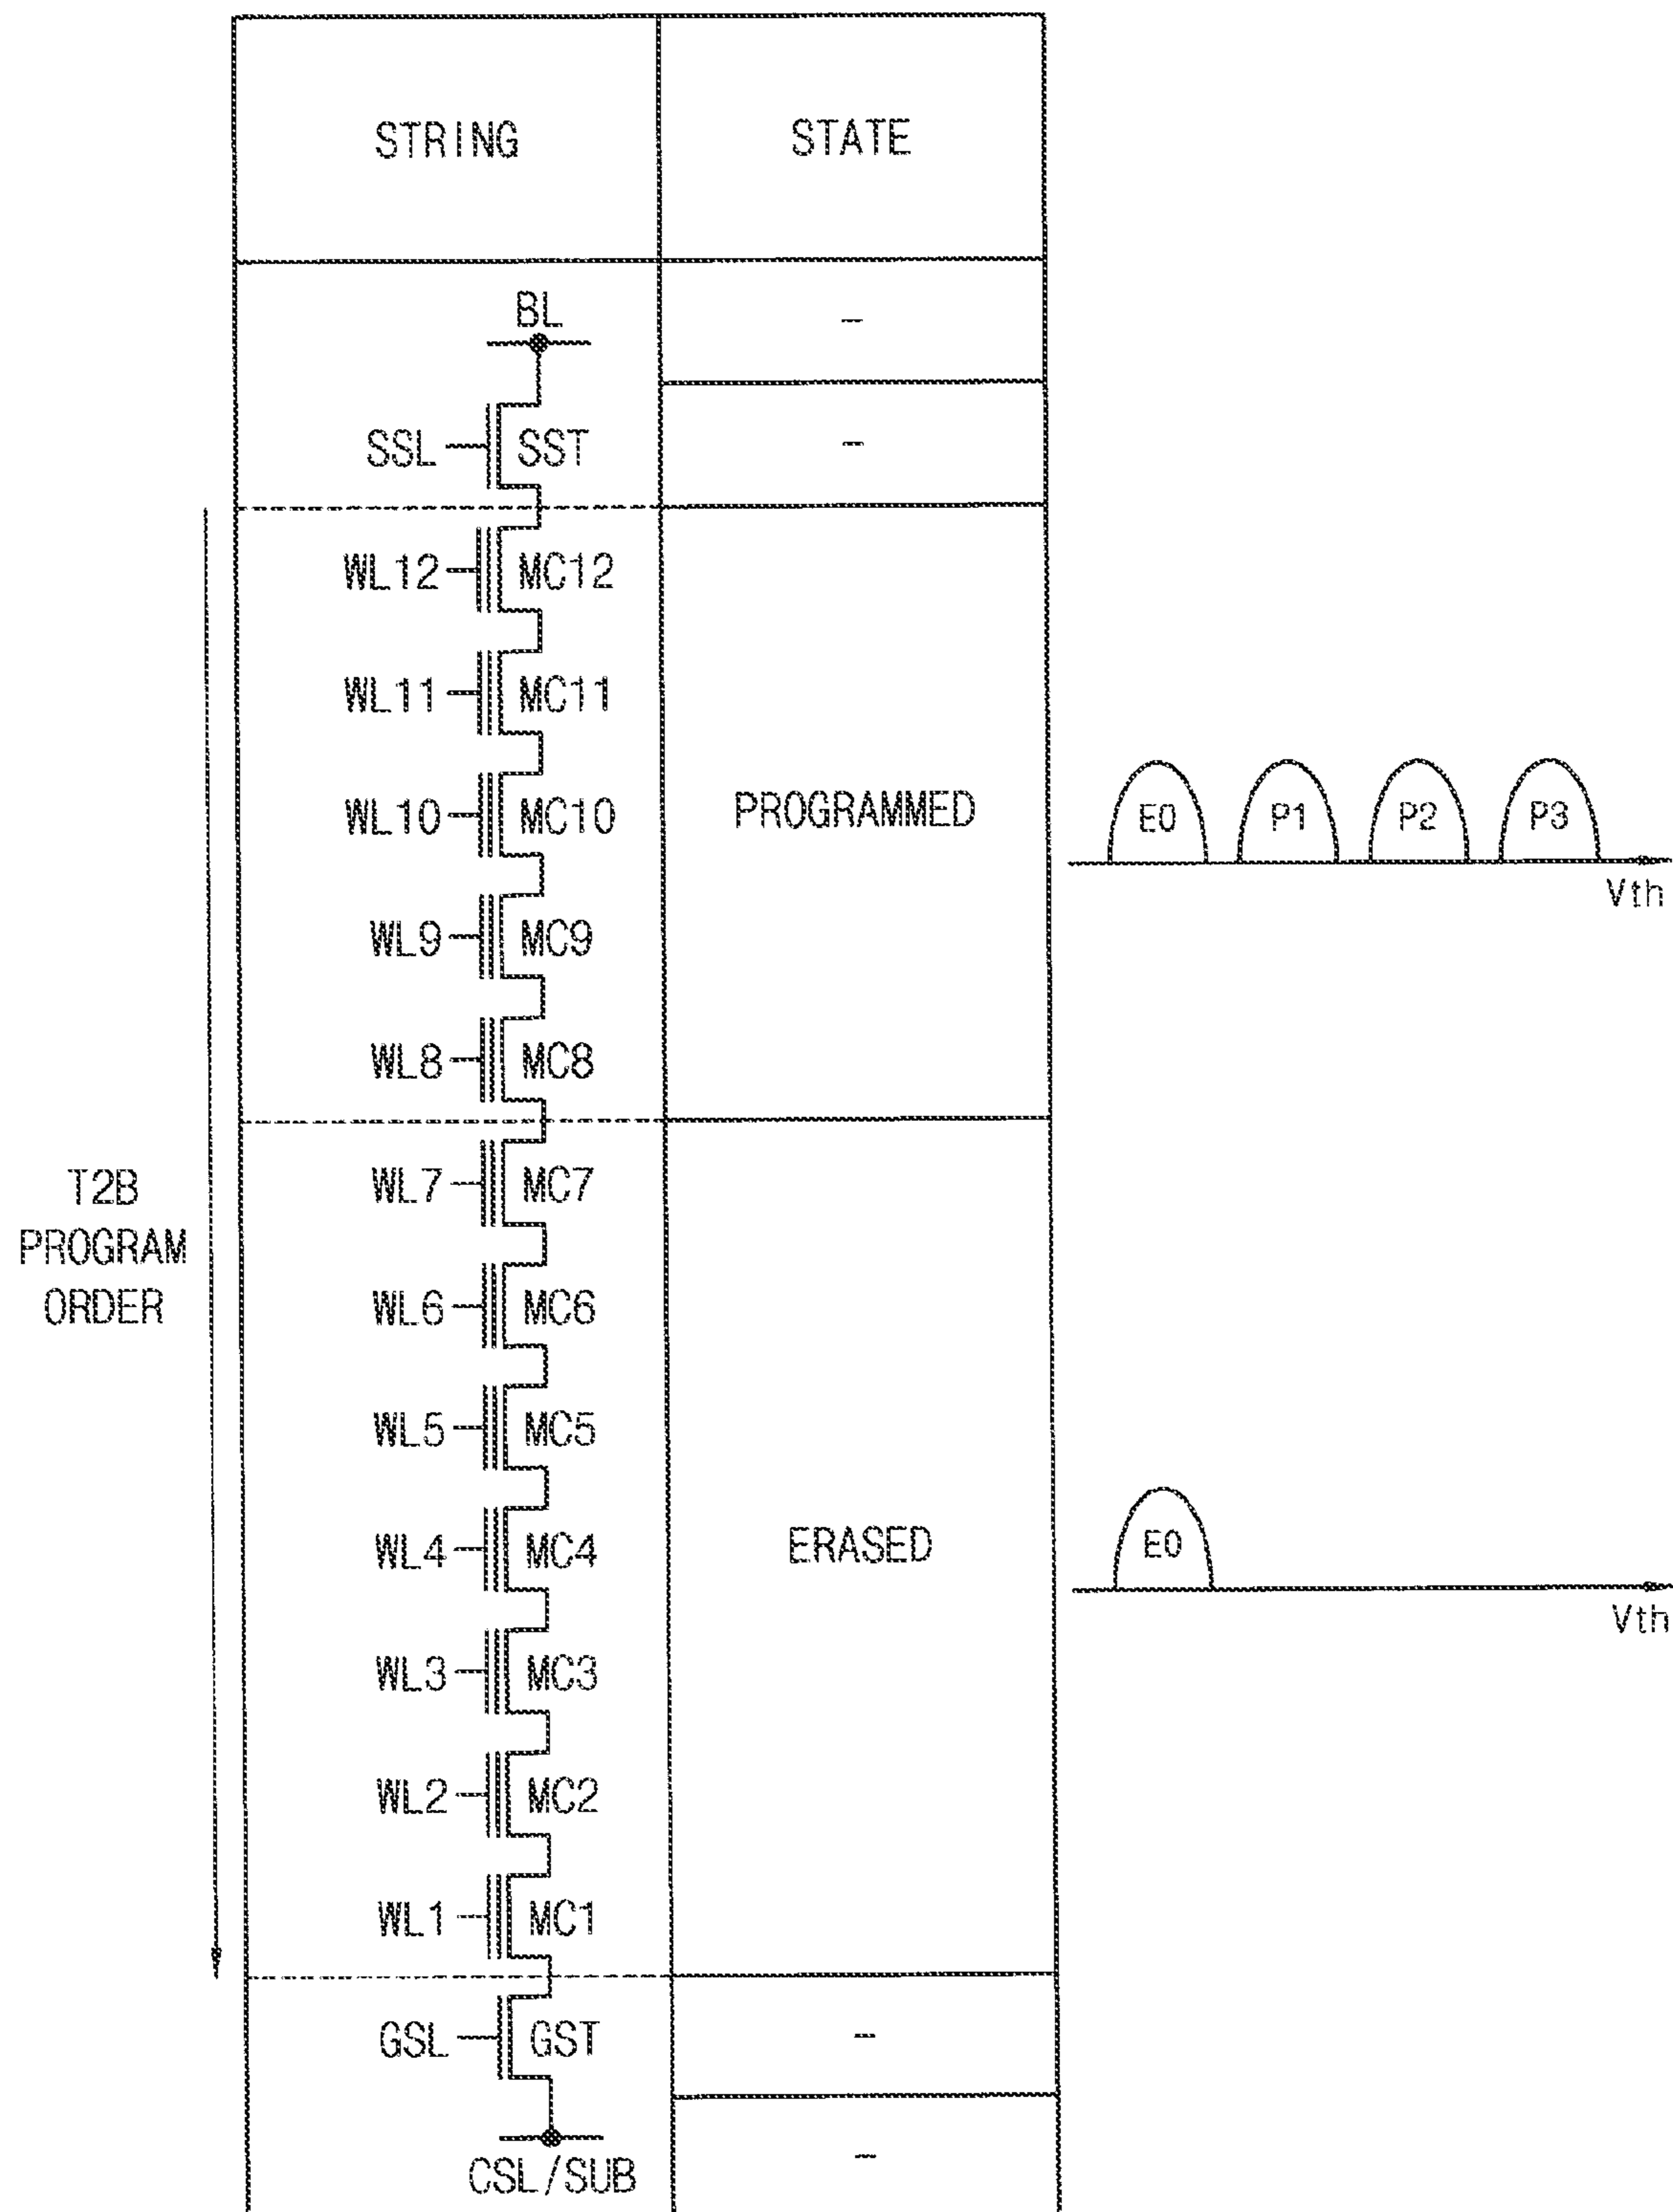 STRING STATE
BL -
SSL SST -
WL12 MC12
WL11 MC11
WL10 MC10 PROGRAMMED E0 P1 P2 P3
Vth
WL9 MC9
WL8 MC8
WL7 MC7
T2B
PROGRAM
ORDER
WL6 MC6
WL5 MC5
WL4 MC4 ERASED E0
Vth
WL3 MC3
WL2 MC2
WL1 MC1
GSL GST -
CSL/SUB -